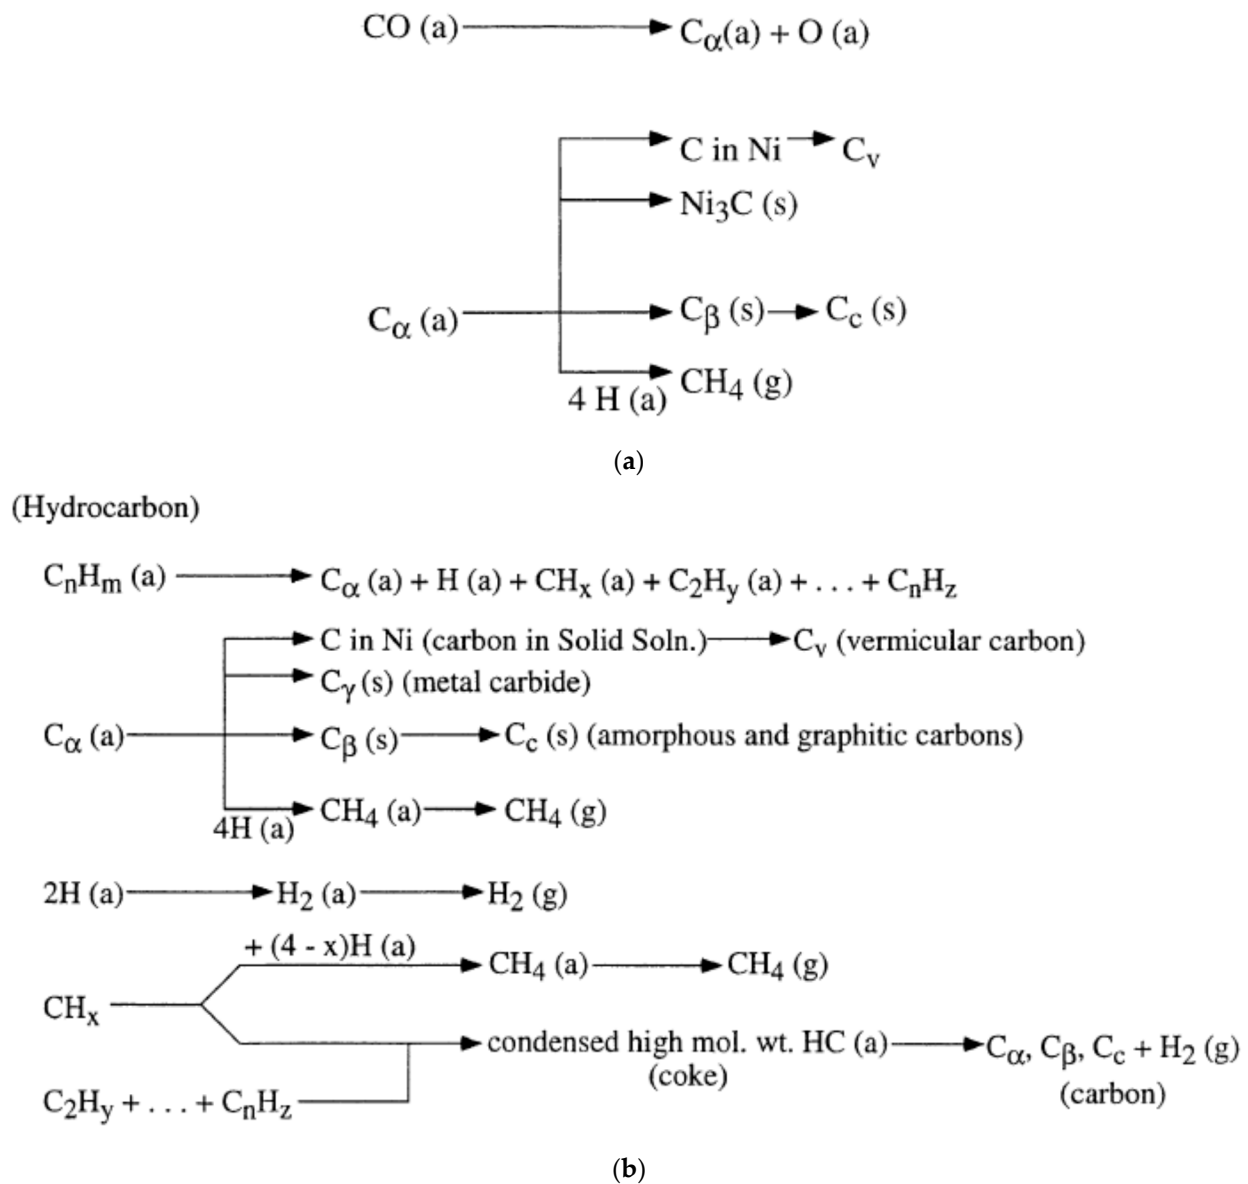 CO (a) → Cα(a) + O (a)
C in Ni → Cv
Ni3C (s)
Cα (a) → Cβ (s) → Cc (s)
CH4 (g)
4 H (a)
(a)
(Hydrocarbon)
CnHm (a) → Cα (a) + H (a) + CHx (a) + C2Hy (a) + . . . + CnHz
C in Ni (carbon in Solid Soln.) → Cv (vermicular carbon)
Cγ (s) (metal carbide)
Cα (a) → Cβ (s) → Cc (s) (amorphous and graphitic carbons)
CH4 (a) → CH4 (g)
4H (a)
2H (a) → H2 (a) → H2 (g)
+ (4 - x)H (a)
CH4 (a) → CH4 (g)
CHx
condensed high mol. wt. HC (a) → Cα, Cβ, Cc + H2 (g)
(coke)
(carbon)
C2Hy + . . . + CnHz
(b)